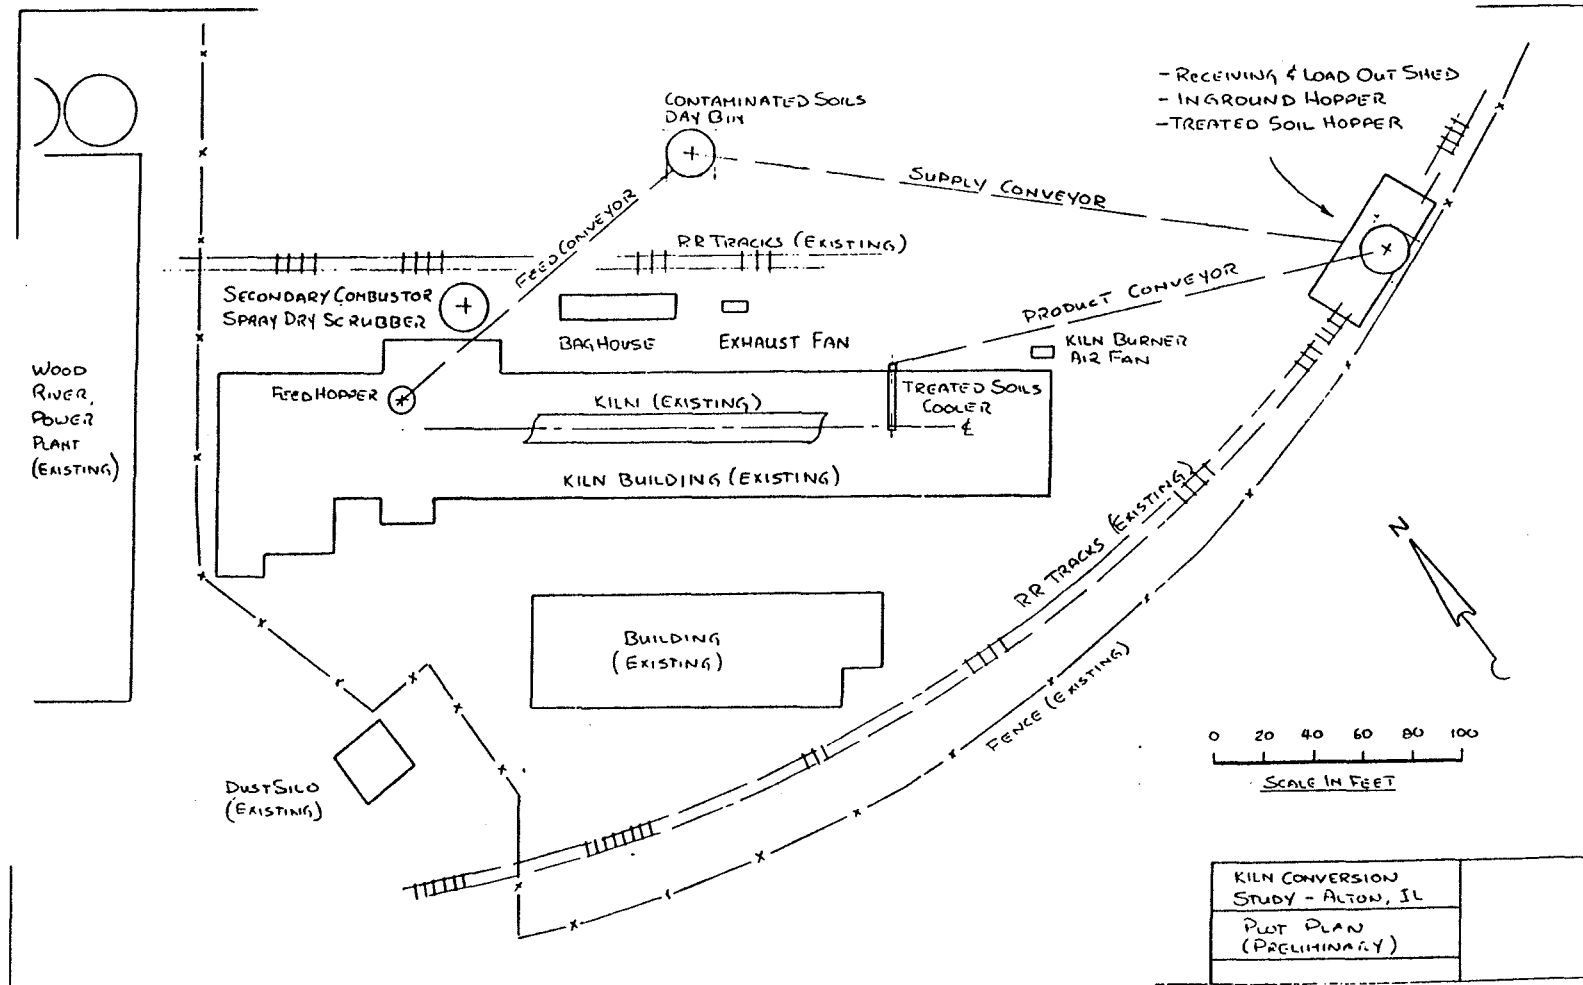 CONTAMINATED SOILS
DAY BIN
- RECEIVING & LOAD OUT SHED
- INGROUND HOPPER
- TREATED SOIL HOPPER
SUPPLY CONVEYOR
FEED CONVEYOR
RR TRACKS (EXISTING)
PRODUCT CONVEYOR
SECONDARY COMBUSTOR
SPRAY DRY SCRUBBER
BAGHOUSE
EXHAUST FAN
KILN BURNER
AIR FAN
WOOD
RIVER,
POWER
PLANT
(EXISTING)
FEED HOPPER
KILN (EXISTING)
TREATED SOILS
COOLER
℄
KILN BUILDING (EXISTING)
RR TRACKS (EXISTING)
N
BUILDING
(EXISTING)
FENCE (EXISTING)
DUST SILO
(EXISTING)
0 20 40 60 80 100
SCALE IN FEET
KILN CONVERSION
STUDY - ALTON, IL
PLOT PLAN
(PRELIMINARY)